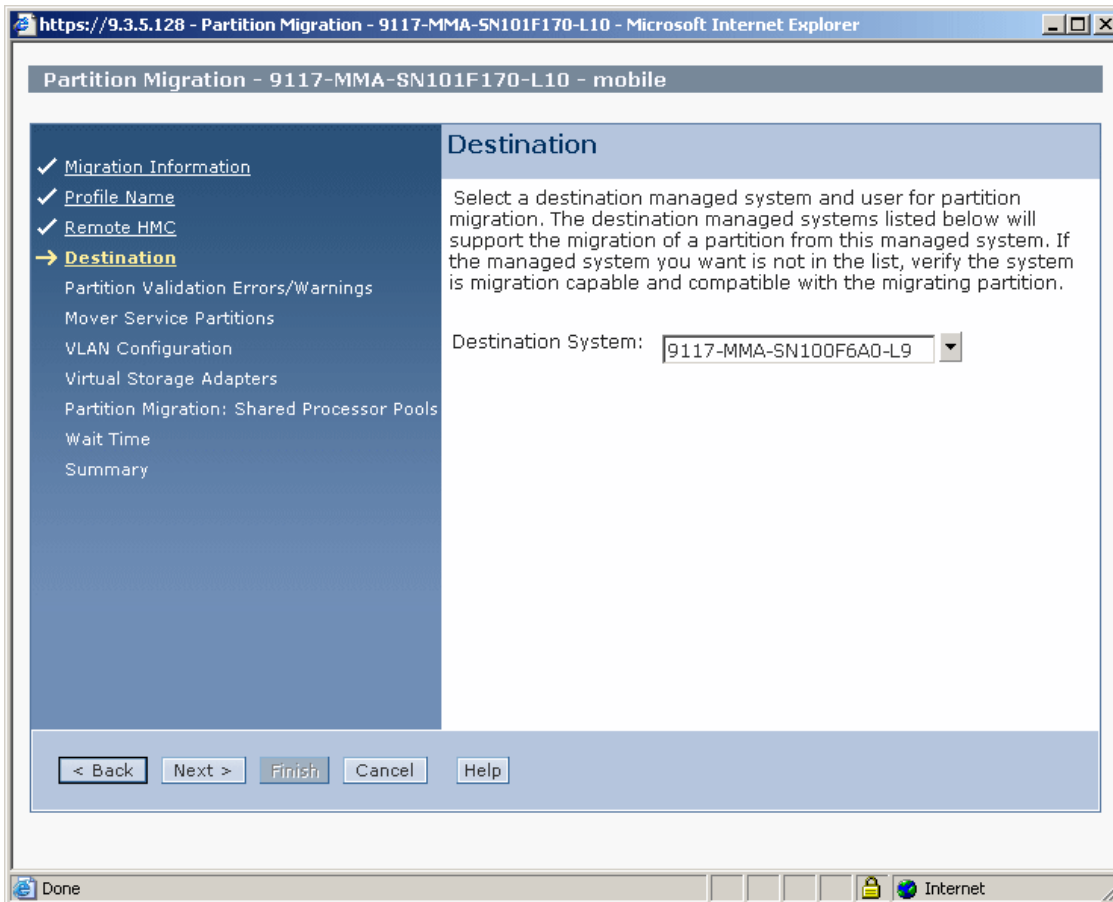 https://9.3.5.128 - Partition Migration - 9117-MMA-SN101F170-L10 - Microsoft Internet Explorer
Partition Migration - 9117-MMA-SN101F170-L10 - mobile
Migration Information
Profile Name
Remote HMC
Destination
Partition Validation Errors/Warnings
Mover Service Partitions
VLAN Configuration
Virtual Storage Adapters
Partition Migration: Shared Processor Pools
Wait Time
Summary
Destination
Select a destination managed system and user for partition
migration. The destination managed systems listed below will
support the migration of a partition from this managed system. If
the managed system you want is not in the list, verify the system
is migration capable and compatible with the migrating partition.
Destination System: 9117-MMA-SN100F6A0-L9
< Back Next > Finish Cancel Help
Done Internet